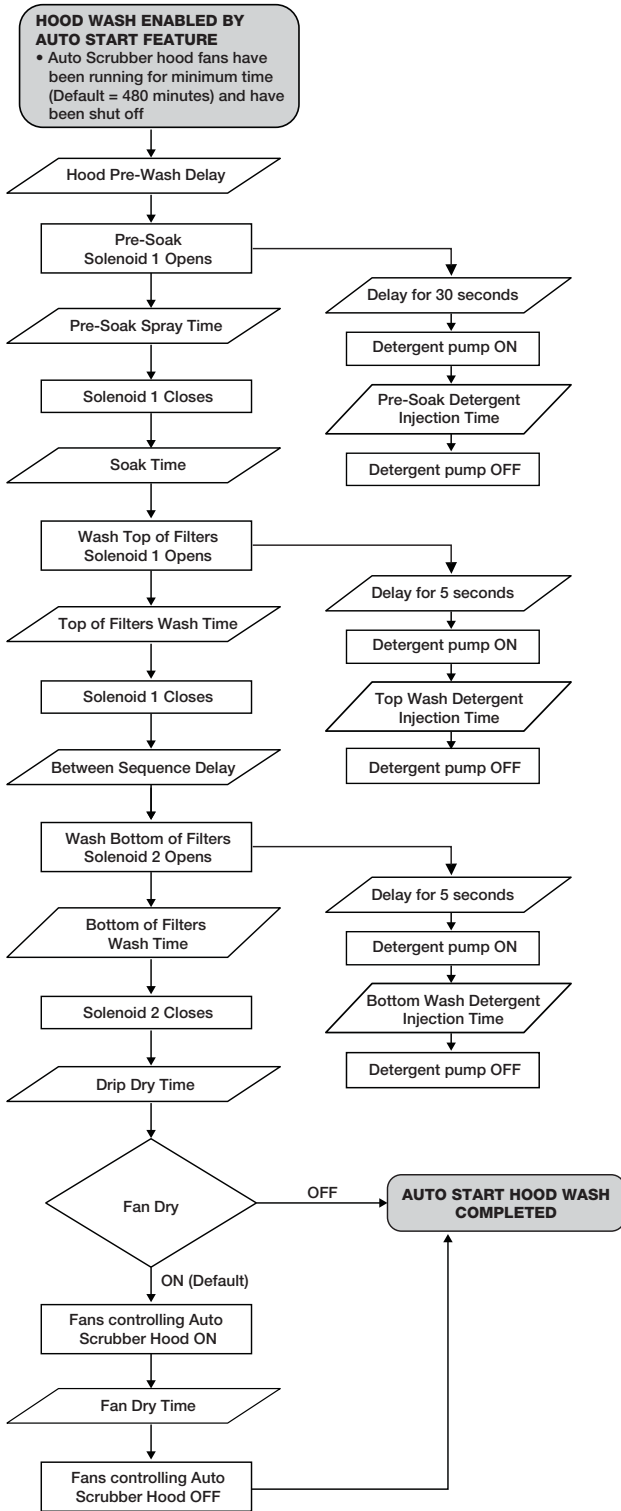 HOOD WASH ENABLED BY
AUTO START FEATURE
• Auto Scrubber hood fans have
been running for minimum time
(Default = 480 minutes) and have
been shut off
Hood Pre-Wash Delay
Pre-Soak
Solenoid 1 Opens
Delay for 30 seconds
Pre-Soak Spray Time
Detergent pump ON
Solenoid 1 Closes
Pre-Soak Detergent
Injection Time
Soak Time
Detergent pump OFF
Wash Top of Filters
Solenoid 1 Opens
Delay for 5 seconds
Top of Filters Wash Time
Detergent pump ON
Solenoid 1 Closes
Top Wash Detergent
Injection Time
Between Sequence Delay
Detergent pump OFF
Wash Bottom of Filters
Solenoid 2 Opens
Delay for 5 seconds
Bottom of Filters
Wash Time
Detergent pump ON
Solenoid 2 Closes
Bottom Wash Detergent
Injection Time
Drip Dry Time
Detergent pump OFF
Fan Dry
OFF
AUTO START HOOD WASH
COMPLETED
ON (Default)
Fans controlling Auto
Scrubber Hood ON
Fan Dry Time
Fans controlling Auto
Scrubber Hood OFF